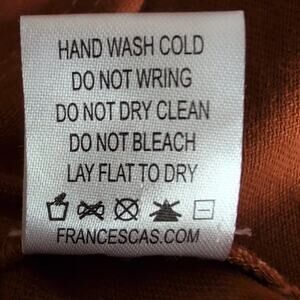 HAND WASH COLD
DO NOT WRING
DO NOT DRY CLEAN
DO NOT BLEACH
LAY FLAT TO DRY
FRANCESCAS.COM